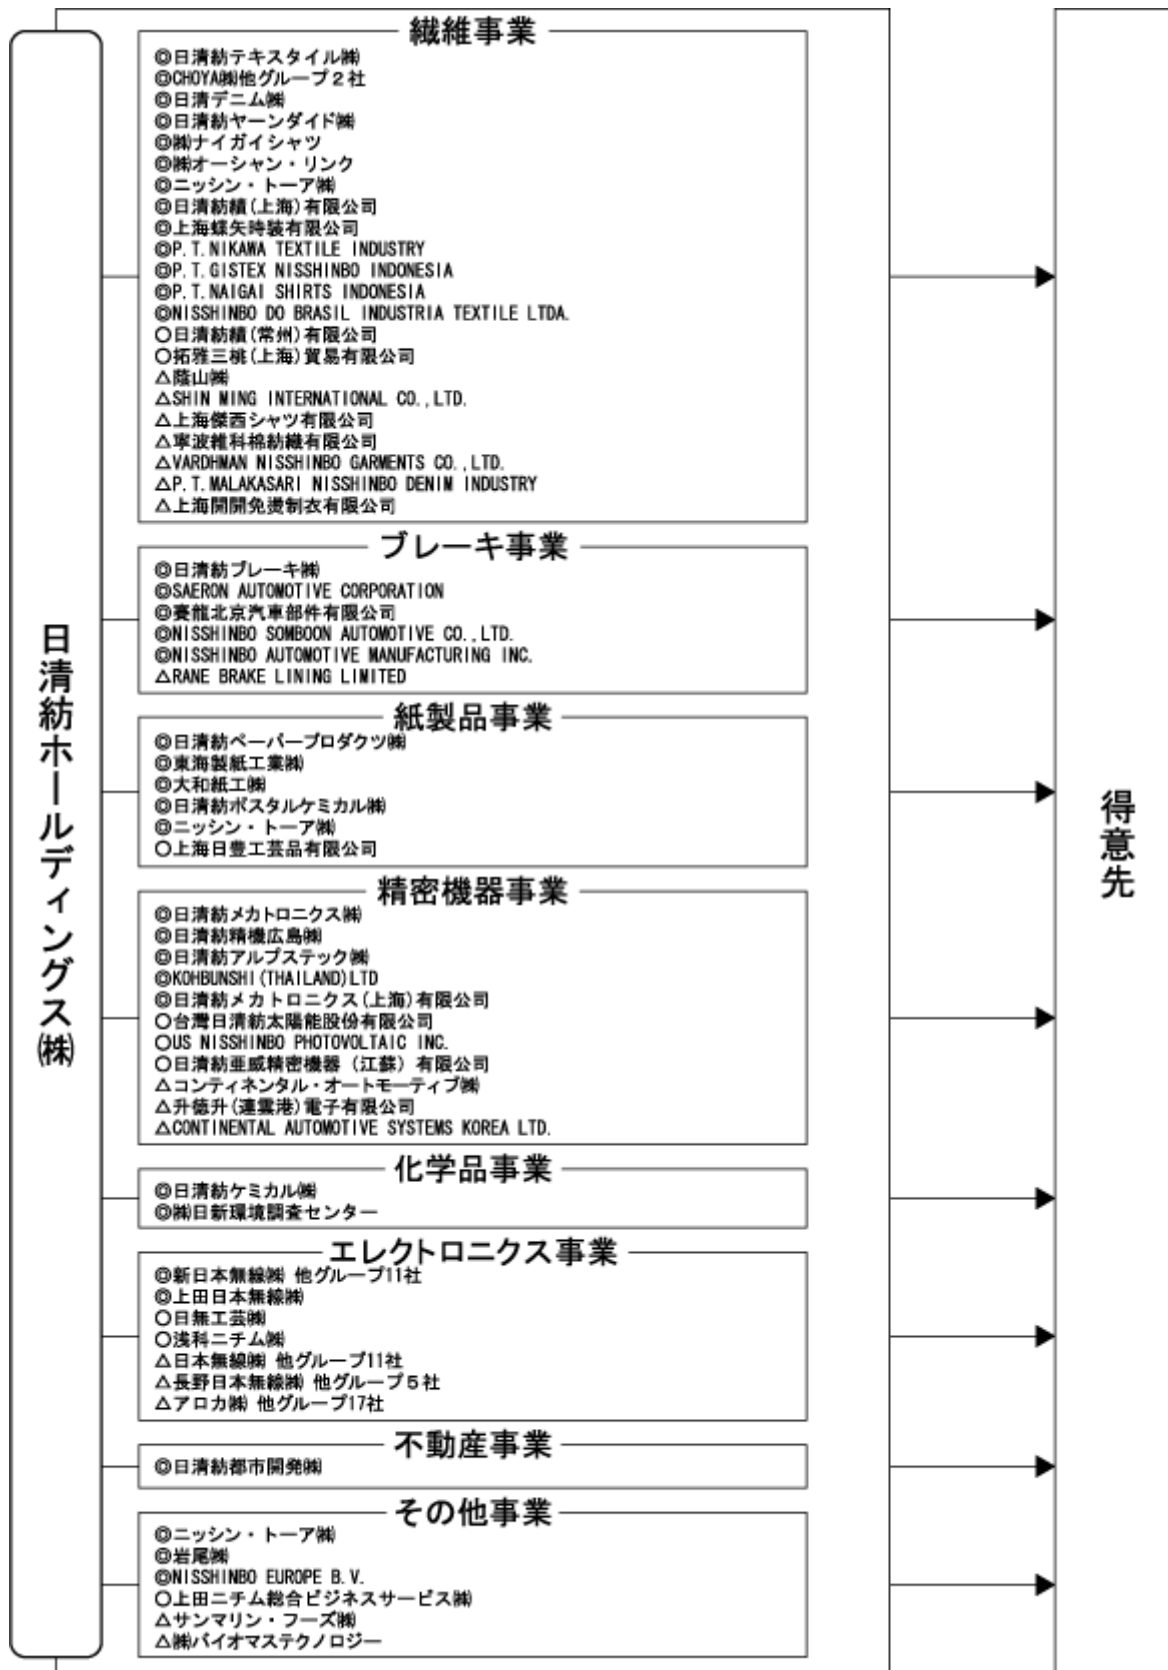 日清紡ホールディングス㈱
繊維事業
◎日清紡テキスタイル㈱
◎CHOYA㈱他グループ２社
◎日清デニム㈱
◎日清紡ヤーンダイド㈱
◎㈱ナイガイシャツ
◎㈱オーシャン・リンク
◎ニッシン・トーア㈱
◎日清紡績(上海)有限公司
◎上海蝶矢時装有限公司
◎P.T.NIKAWA TEXTILE INDUSTRY
◎P.T.GISTEX NISSHINBO INDONESIA
◎P.T.NAIGAI SHIRTS INDONESIA
◎NISSHINBO DO BRASIL INDUSTRIA TEXTILE LTDA.
○日清紡績(常州)有限公司
○拓雅三桃(上海)貿易有限公司
△蔭山㈱
△SHIN MING INTERNATIONAL CO.,LTD.
△上海傑西シャツ有限公司
△寧波維科棉紡織有限公司
△VARDHMAN NISSHINBO GARMENTS CO.,LTD.
△P.T.MALAKASARI NISSHINBO DENIM INDUSTRY
△上海開開免燙制衣有限公司
ブレーキ事業
◎日清紡ブレーキ㈱
◎SAERON AUTOMOTIVE CORPORATION
◎賽龍北京汽車部件有限公司
◎NISSHINBO SOMBOON AUTOMOTIVE CO.,LTD.
◎NISSHINBO AUTOMOTIVE MANUFACTURING INC.
△RANE BRAKE LINING LIMITED
紙製品事業
◎日清紡ペーパープロダクツ㈱
◎東海製紙工業㈱
◎大和紙工㈱
◎日清紡ポスタルケミカル㈱
◎ニッシン・トーア㈱
○上海日豊工芸品有限公司
精密機器事業
◎日清紡メカトロニクス㈱
◎日清紡精機広島㈱
◎日清紡アルプステック㈱
◎KOHBUNSHI(THAILAND)LTD
◎日清紡メカトロニクス(上海)有限公司
○台灣日清紡太陽能股份有限公司
○US NISSHINBO PHOTOVOLTAIC INC.
○日清紡亜威精密機器（江蘇）有限公司
△コンティネンタル・オートモーティブ㈱
△升徳升(連雲港)電子有限公司
△CONTINENTAL AUTOMOTIVE SYSTEMS KOREA LTD.
化学品事業
◎日清紡ケミカル㈱
◎㈱日新環境調査センター
エレクトロニクス事業
◎新日本無線㈱ 他グループ11社
◎上田日本無線㈱
○日無工芸㈱
○浅科ニチム㈱
△日本無線㈱ 他グループ11社
△長野日本無線㈱ 他グループ５社
△アロカ㈱ 他グループ17社
不動産事業
◎日清紡都市開発㈱
その他事業
◎ニッシン・トーア㈱
◎岩尾㈱
◎NISSHINBO EUROPE B.V.
○上田ニチム総合ビジネスサービス㈱
△サンマリン・フーズ㈱
△㈱バイオマステクノロジー
得意先